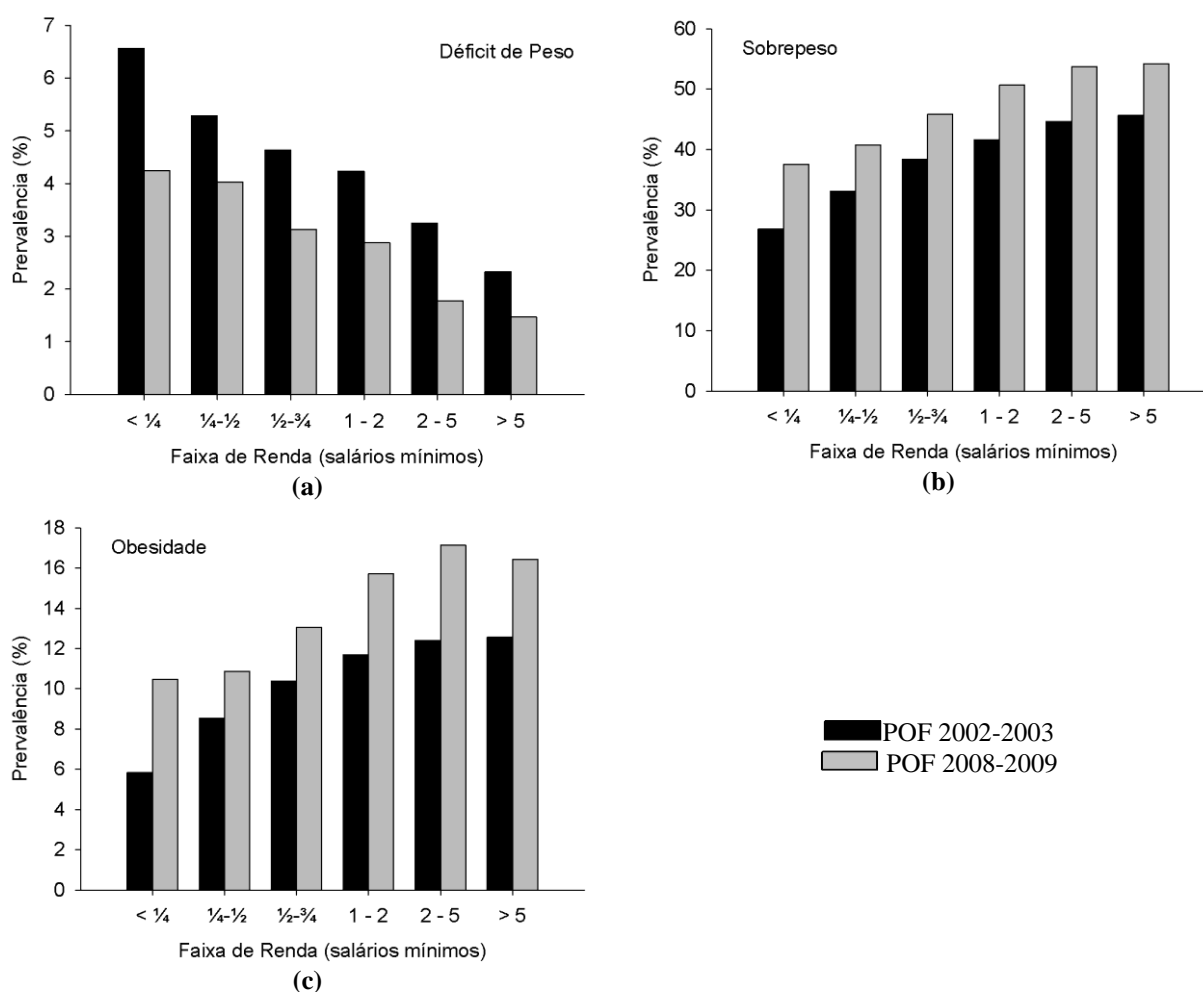 Déficit de Peso
Prervalência (%)
7
6
5
4
3
2
1
0
< ¼ ¼-½ ½-¾ 1 - 2 2 - 5 > 5
Faixa de Renda (salários mínimos)
(a)
Sobrepeso
Prervalência (%)
60
50
40
30
20
10
0
< ¼ ¼-½ ½-¾ 1 - 2 2 - 5 > 5
Faixa de Renda (salários mínimos)
(b)
Obesidade
Prervalência (%)
18
16
14
12
10
8
6
4
2
0
< ¼ ¼-½ ½-¾ 1 - 2 2 - 5 > 5
Faixa de Renda (salários mínimos)
(c)
POF 2002-2003
POF 2008-2009